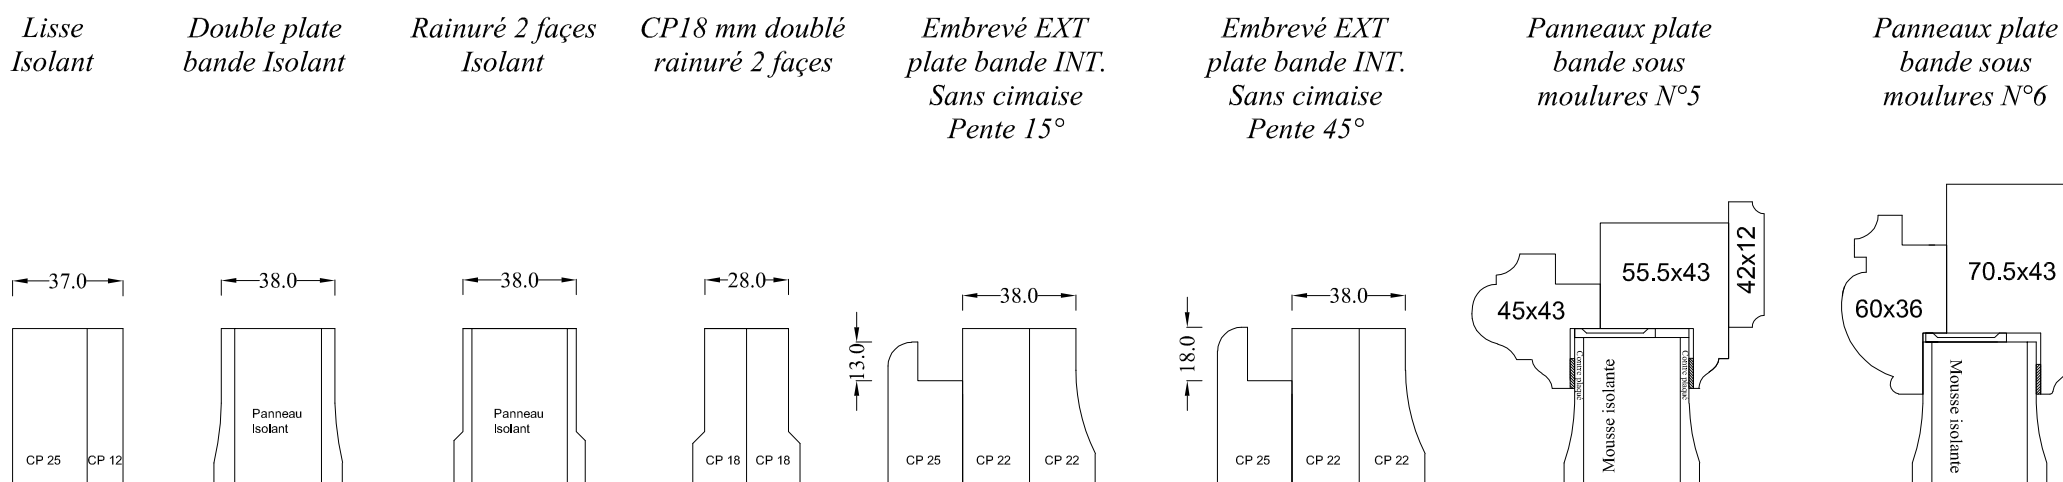 Lisse
Isolant
Double plate
bande Isolant
Rainuré 2 façes
Isolant
CP18 mm doublé
rainuré 2 façes
Embrevé EXT
plate bande INT.
Sans cimaise
Pente 15°
Embrevé EXT
plate bande INT.
Sans cimaise
Pente 45°
Panneaux plate
bande sous
moulures N°5
Panneaux plate
bande sous
moulures N°6
37.0
CP 25
CP 12
38.0
Panneau
Isolant
38.0
Panneau
Isolant
28.0
CP 18
CP 18
38.0
13.0
CP 25
CP 22
CP 22
38.0
18.0
CP 25
CP 22
CP 22
55.5x43
42x12
45x43
Contre plaqué
Mousse isolante
Contre plaqué
70.5x43
60x36
Mousse isolante